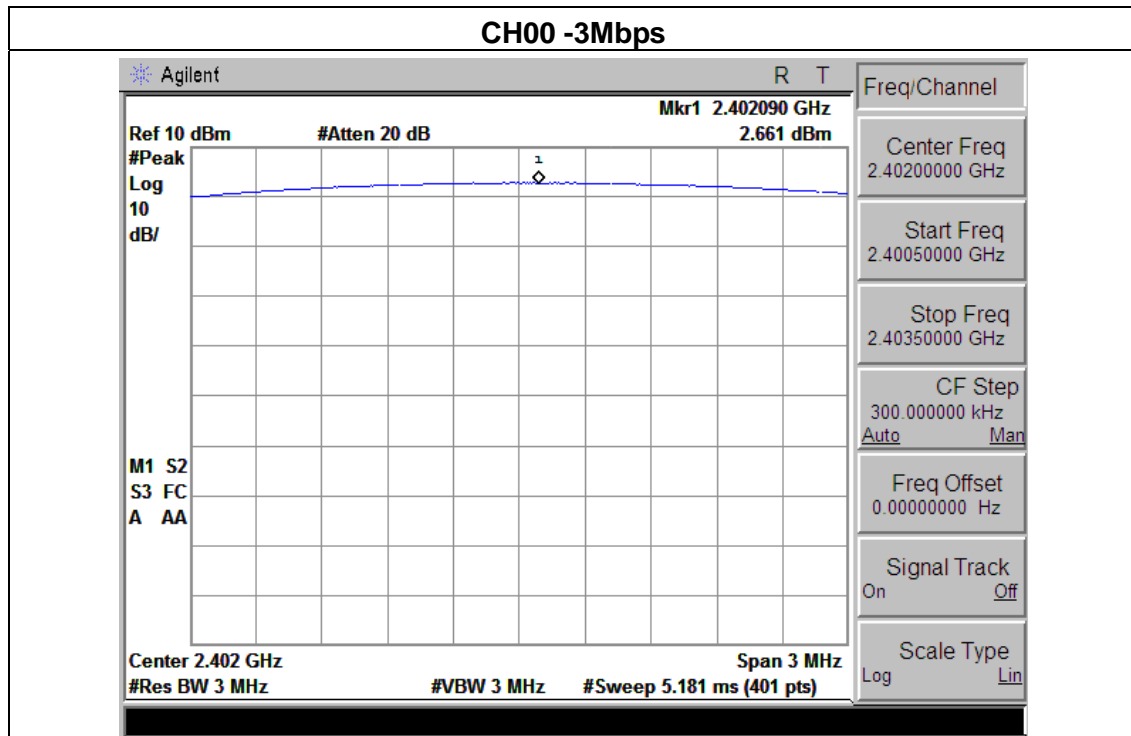 CH00 -3Mbps
Agilent R T
Mkr1 2.402090 GHz
Ref 10 dBm #Atten 20 dB 2.661 dBm
#Peak
Log
10
dB/
1
M1 S2
S3 FC
A AA
Center 2.402 GHz Span 3 MHz
#Res BW 3 MHz #VBW 3 MHz #Sweep 5.181 ms (401 pts)
Freq/Channel
Center Freq
2.40200000 GHz
Start Freq
2.40050000 GHz
Stop Freq
2.40350000 GHz
CF Step
300.000000 kHz
Auto Man
Freq Offset
0.00000000 Hz
Signal Track
On Off
Scale Type
Log Lin